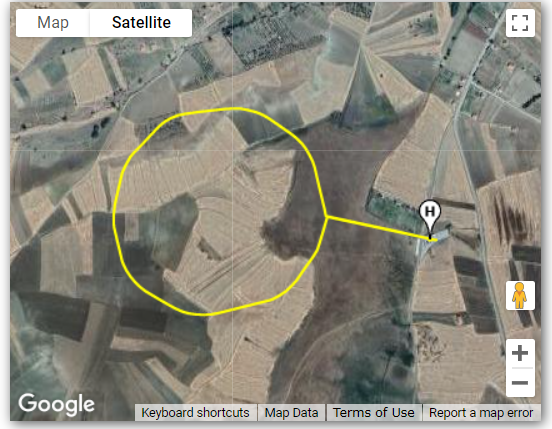 Map Satellite
H
Google
Keyboard shortcuts Map Data Terms of Use Report a map error